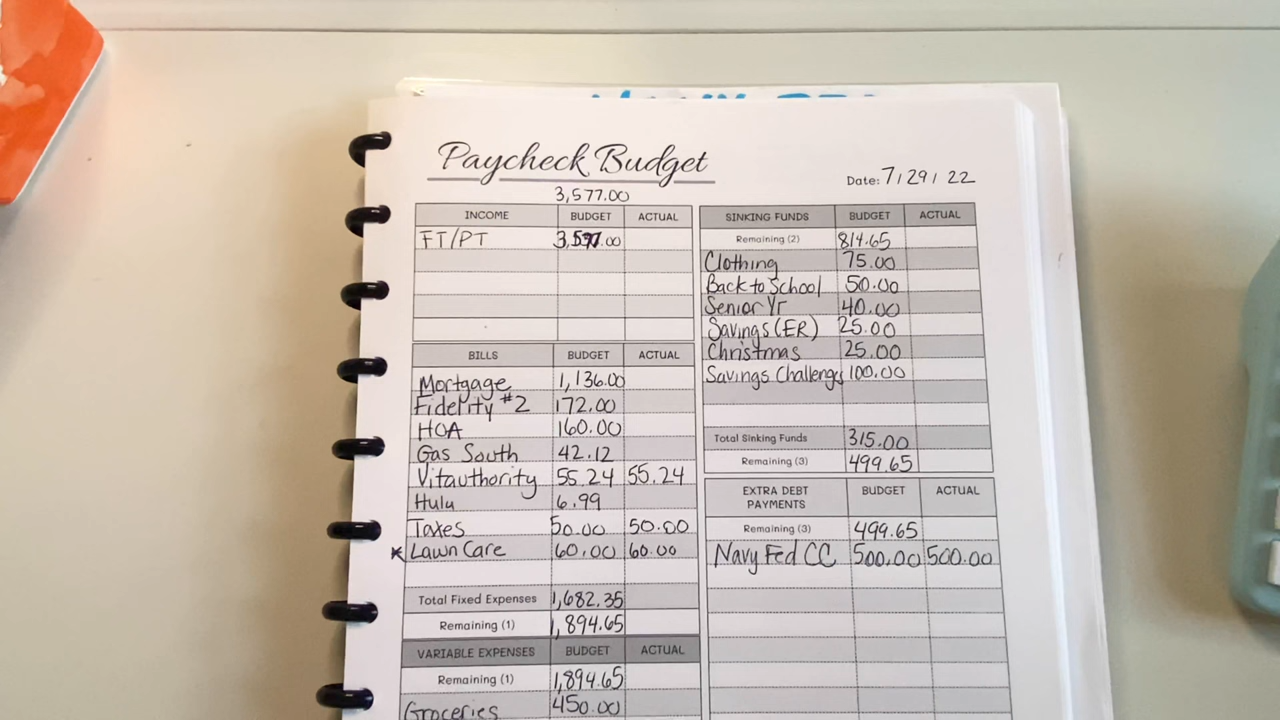 Paycheck Budget
Date: 7/29/22
3,577.00
INCOME BUDGET ACTUAL
FT/PT 3,577.00
BILLS BUDGET ACTUAL
Mortgage 1,136.00
Fidelity #2 172.00
HOA 160.00
Gas South 42.12
Vitauthority 55.24 55.24
Hulu 6.99
Taxes 50.00 50.00
* Lawn Care 60.00 60.00
Total Fixed Expenses 1,682.35
Remaining (1) 1,894.65
VARIABLE EXPENSES BUDGET ACTUAL
Remaining (1) 1,894.65
Groceries 450.00
SINKING FUNDS BUDGET ACTUAL
Remaining (2) 814.65
Clothing 75.00
Back to School 50.00
Senior Yr 40.00
Savings (ER) 25.00
Christmas 25.00
Savings Challenge 100.00
Total Sinking Funds 315.00
Remaining (3) 499.65
EXTRA DEBT PAYMENTS BUDGET ACTUAL
Remaining (3) 499.65
Navy Fed CC 500.00 500.00